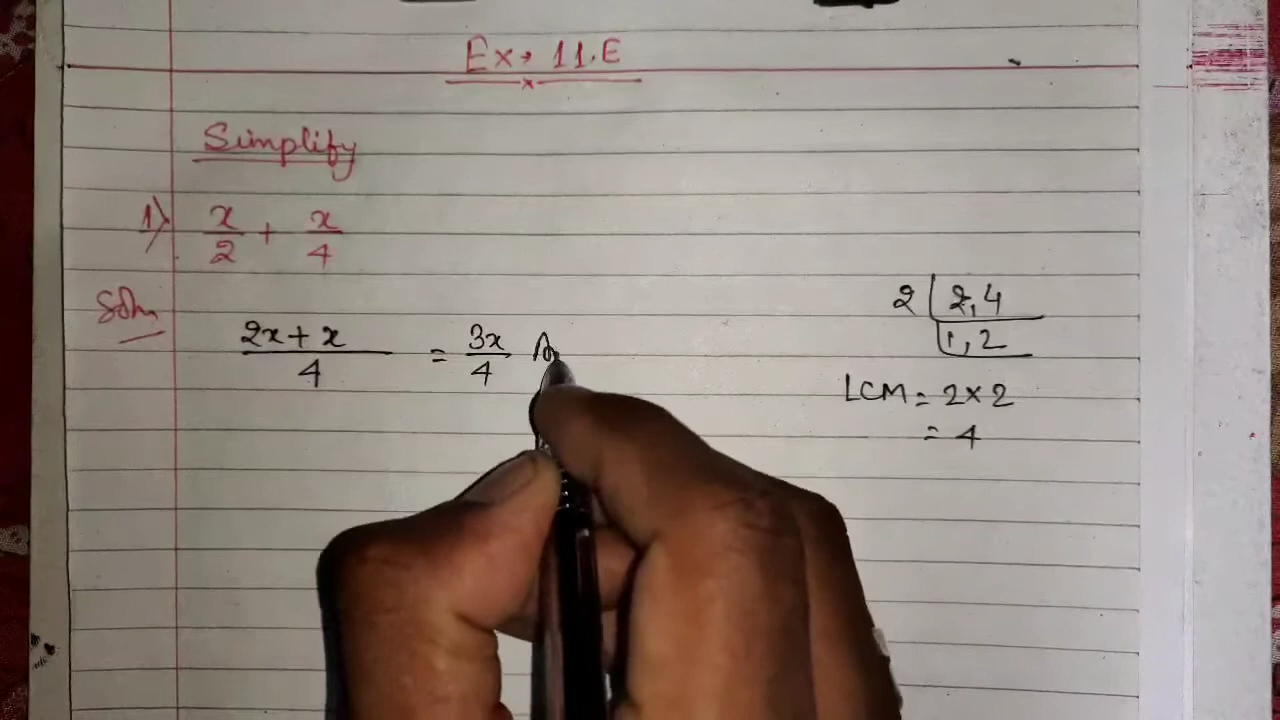 Ex → 11.E
Simplify
1) x/2 + x/4
Soln
2x + x/4 = 3x/4
2 | 2, 4
1, 2
LCM = 2 × 2
= 4